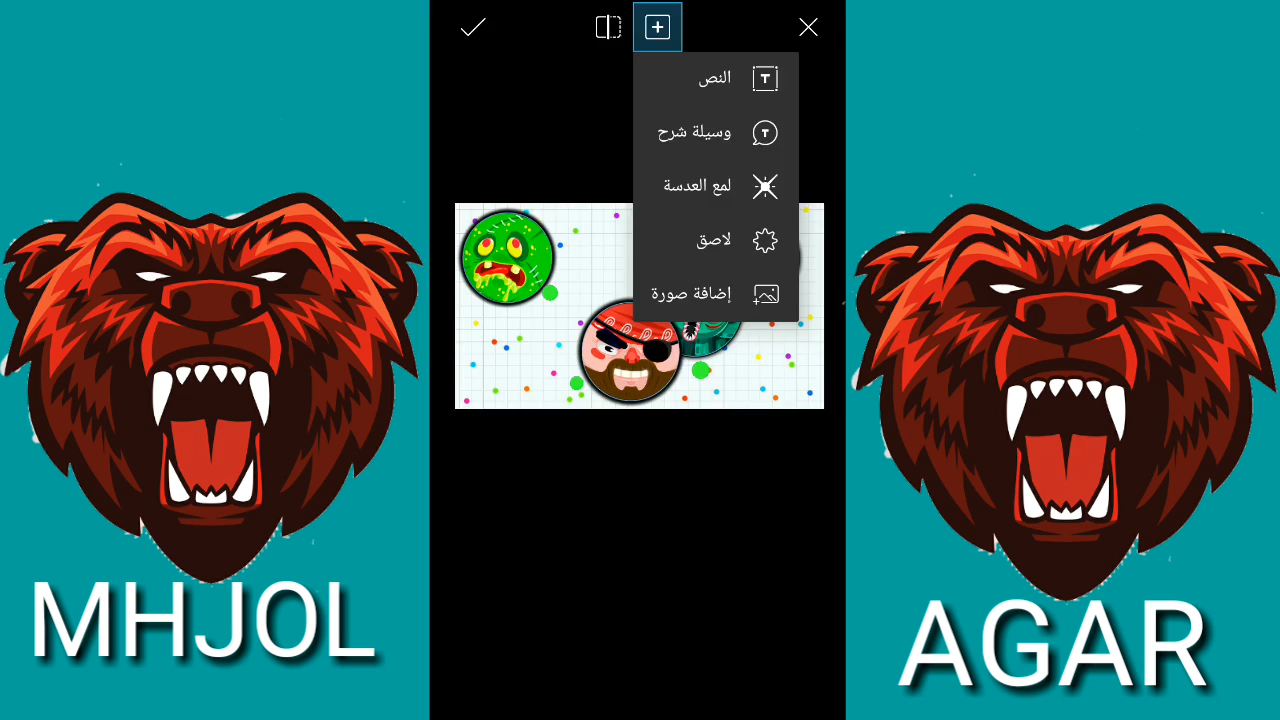 النص
وسيلة شرح
لمع العدسة
لاصق
إضافة صورة
MHJOL
AGAR